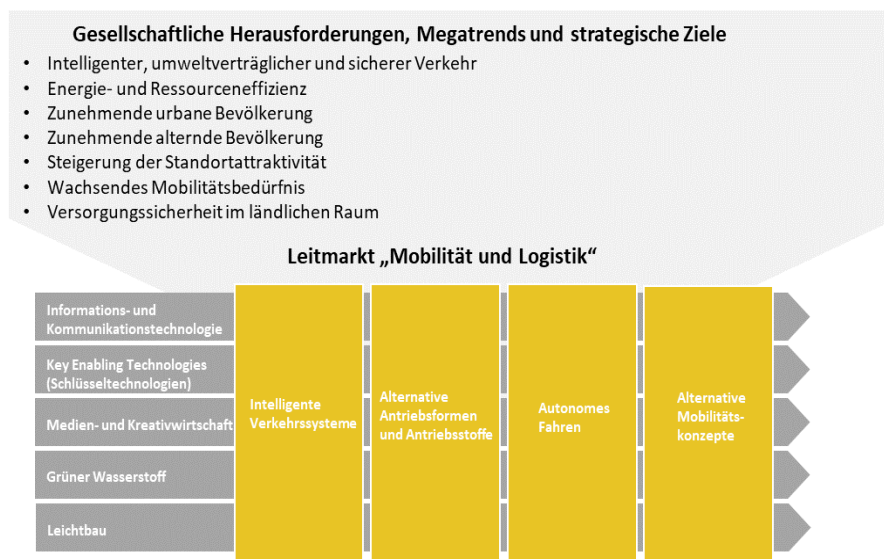 Gesellschaftliche Herausforderungen, Megatrends und strategische Ziele
• Intelligenter, umweltverträglicher und sicherer Verkehr
• Energie- und Ressourceneffizienz
• Zunehmende urbane Bevölkerung
• Zunehmende alternde Bevölkerung
• Steigerung der Standortattraktivität
• Wachsendes Mobilitätsbedürfnis
• Versorgungssicherheit im ländlichen Raum
Leitmarkt „Mobilität und Logistik“
Informations- und
Kommunikationstechnologie
Key Enabling Technologies
(Schlüsseltechnologien)
Medien- und Kreativwirtschaft
Grüner Wasserstoff
Leichtbau
Intelligente
Verkehrssysteme
Alternative
Antriebsformen
und Antriebsstoffe
Autonomes
Fahren
Alternative
Mobilitäts-
konzepte